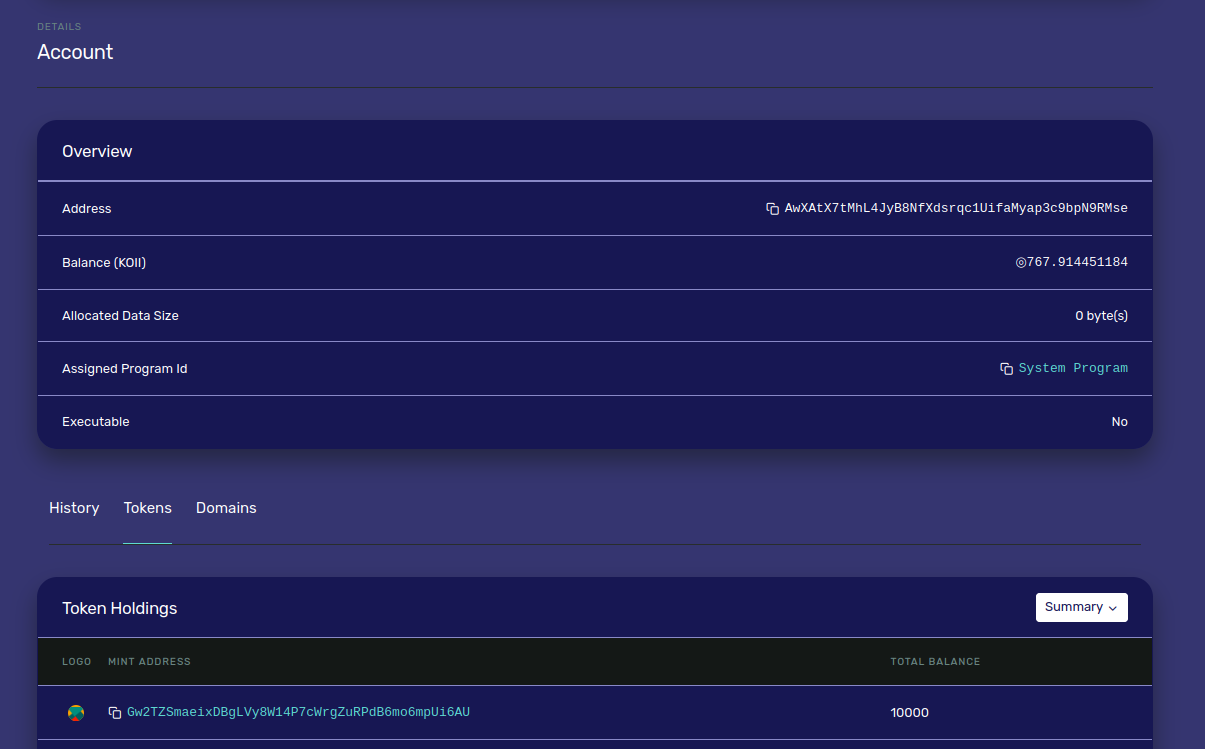 DETAILS
Account
Overview
Address AwXAtX7tMhL4JyB8NfXdsrqc1UifaMyap3c9bpN9RMse
Balance (KOII) ◎767.914451184
Allocated Data Size 0 byte(s)
Assigned Program Id System Program
Executable No
History Tokens Domains
Token Holdings Summary
LOGO MINT ADDRESS TOTAL BALANCE
Gw2TZSmaeixDBgLVy8W14P7cWrgZuRPdB6mo6mpUi6AU 10000